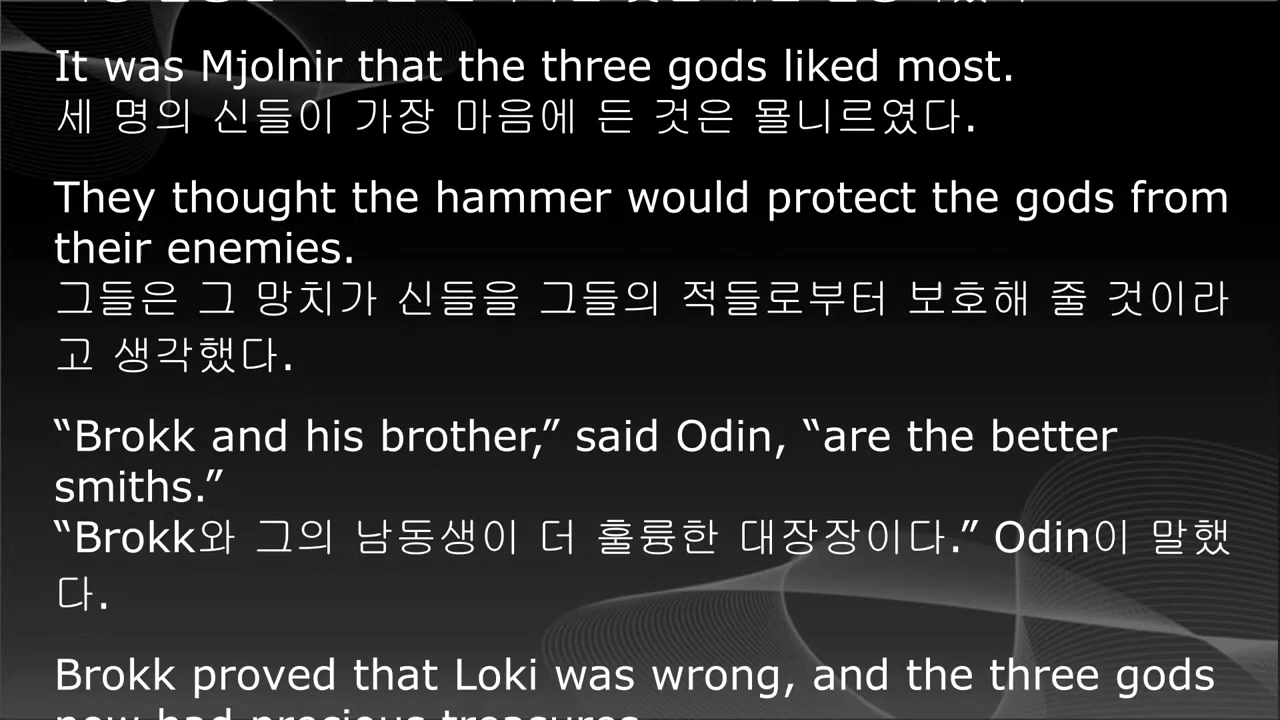 It was Mjolnir that the three gods liked most.
세 명의 신들이 가장 마음에 든 것은 묠니르였다.
They thought the hammer would protect the gods from
their enemies.
그들은 그 망치가 신들을 그들의 적들로부터 보호해 줄 것이라
고 생각했다.
“Brokk and his brother,” said Odin, “are the better
smiths.”
“Brokk와 그의 남동생이 더 훌륭한 대장장이다.” Odin이 말했
다.
Brokk proved that Loki was wrong, and the three gods
now had precious treasures.